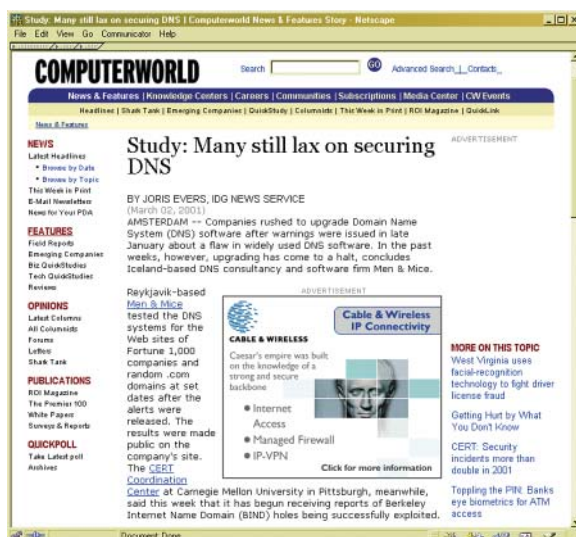 Study: Many still lax on securing DNS | Computerworld News & Features Story - Netscape
File Edit View Go Communicator Help
COMPUTERWORLD
Search GO Advanced Search | Contacts
News & Features | Knowledge Centers | Careers | Communities | Subscriptions | Media Center | CW Events
Headlines | Shark Tank | Emerging Companies | QuickStudy | Columnists | This Week in Print | ROI Magazine | QuickLink
News & Features
NEWS
Latest Headlines
• Browse by Date
• Browse by Topic
This Week in Print
E-Mail Newsletters
News for Your PDA
FEATURES
Field Reports
Emerging Companies
Biz QuickStudies
Tech QuickStudies
Reviews
OPINIONS
Latest Columns
All Columnists
Forums
Letters
Shark Tank
PUBLICATIONS
ROI Magazine
The Premier 100
White Papers
Surveys & Reports
QUICKPOLL
Take Latest poll
Archives
Study: Many still lax on securing
DNS
BY JORIS EVERS, IDG NEWS SERVICE
(March 02, 2001)
AMSTERDAM -- Companies rushed to upgrade Domain Name
System (DNS) software after warnings were issued in late
January about a flaw in widely used DNS software. In the past
weeks, however, upgrading has come to a halt, concludes
Iceland-based DNS consultancy and software firm Men & Mice.
Reykjavik-based
Men & Mice
tested the DNS
systems for the
Web sites of
Fortune 1,000
companies and
random .com
domains at set
dates after the
alerts were
released. The
results were made
public on the
company's site.
The CERT
Coordination
Center at Carnegie Mellon University in Pittsburgh, meanwhile,
said this week that it has begun receiving reports of Berkeley
Internet Name Domain (BIND) holes being successfully exploited.
ADVERTISEMENT
Cable & Wireless
IP Connectivity
CABLE & WIRELESS
Caesar's empire was built
on the knowledge of a
strong and secure
backbone
• Internet
Access
• Managed Firewall
• IP-VPN
Click for more information
ADVERTISEMENT
MORE ON THIS TOPIC
West Virginia uses
facial-recognition
technology to fight driver
license fraud
Getting Hurt by What
You Don't Know
CERT: Security
incidents more than
double in 2001
Toppling the PIN: Banks
eye biometrics for ATM
access
Document: Done